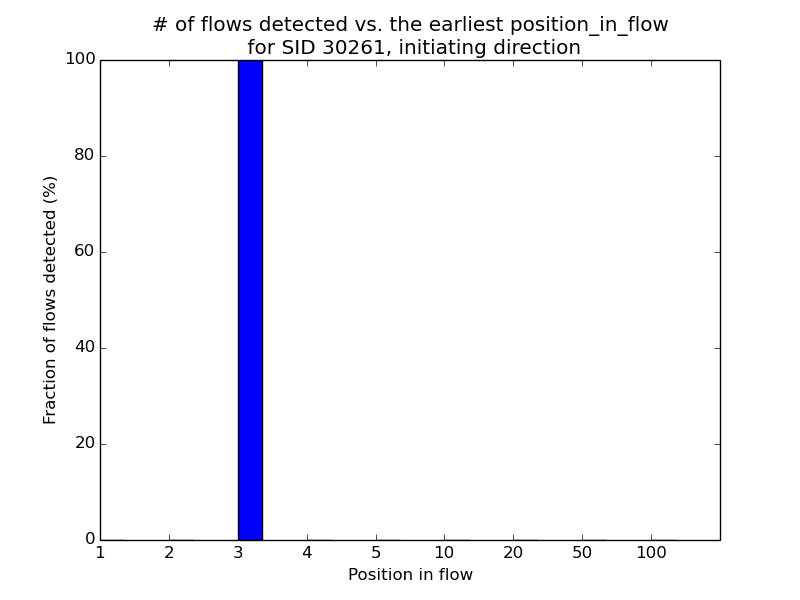 # of flows detected vs. the earliest position_in_flow
for SID 30261, initiating direction
100
80
60
40
20
0
Fraction of flows detected (%)
1 2 3 4 5 10 20 50 100
Position in flow